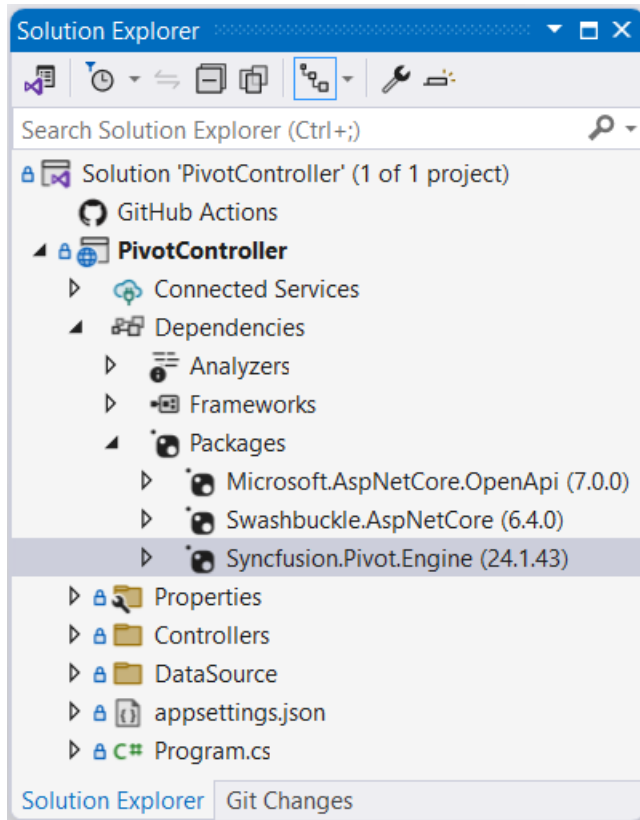 Solution Explorer
Search Solution Explorer (Ctrl+;)
Solution 'PivotController' (1 of 1 project)
GitHub Actions
PivotController
Connected Services
Dependencies
Analyzers
Frameworks
Packages
Microsoft.AspNetCore.OpenApi (7.0.0)
Swashbuckle.AspNetCore (6.4.0)
Syncfusion.Pivot.Engine (24.1.43)
Properties
Controllers
DataSource
appsettings.json
C# Program.cs
Solution Explorer Git Changes